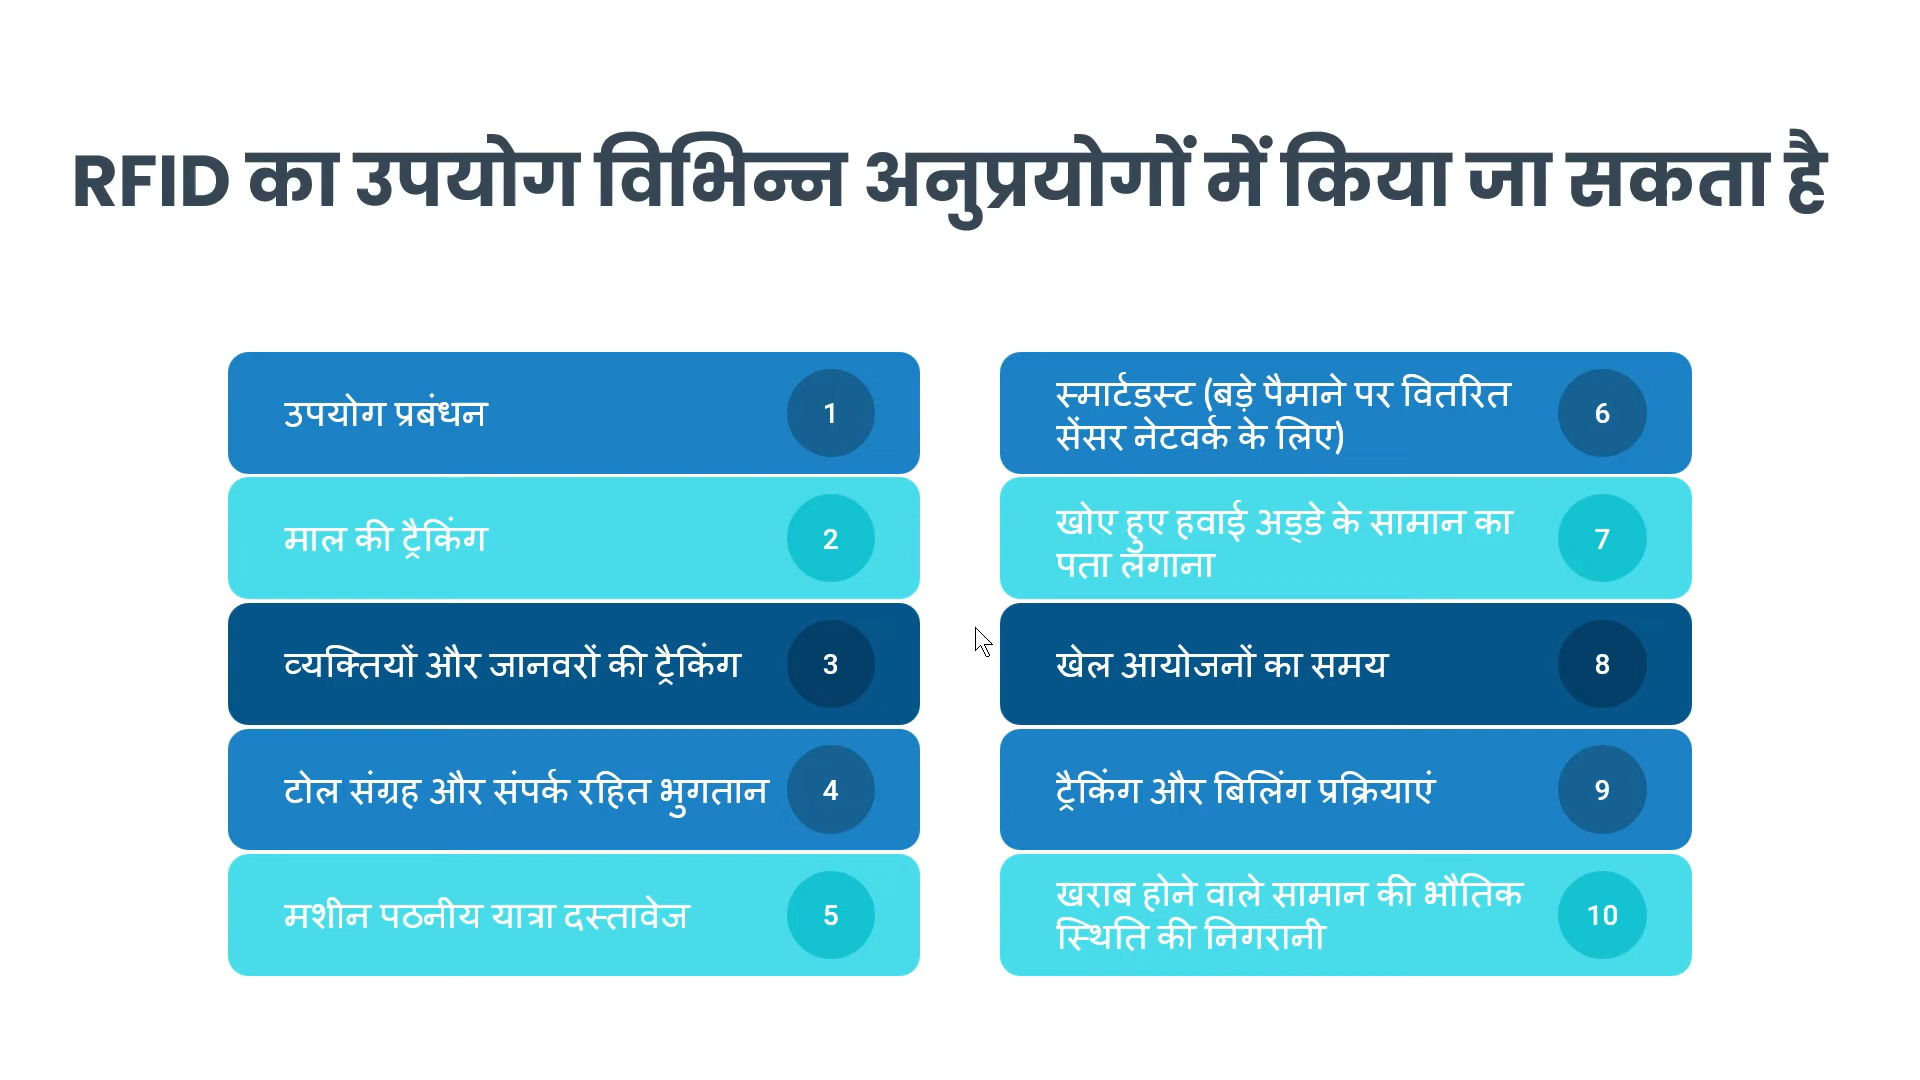 RFID का उपयोग विभिन्न अनुप्रयोगों में किया जा सकता है
उपयोग प्रबंधन
1
माल की ट्रैकिंग
2
व्यक्तियों और जानवरों की ट्रैकिंग
3
टोल संग्रह और संपर्क रहित भुगतान
4
मशीन पठनीय यात्रा दस्तावेज
5
स्मार्टडस्ट (बड़े पैमाने पर वितरित
सेंसर नेटवर्क के लिए)
6
खोए हुए हवाई अड्डे के सामान का
पता लगाना
7
खेल आयोजनों का समय
8
ट्रैकिंग और बिलिंग प्रक्रियाएं
9
खराब होने वाले सामान की भौतिक
स्थिति की निगरानी
10